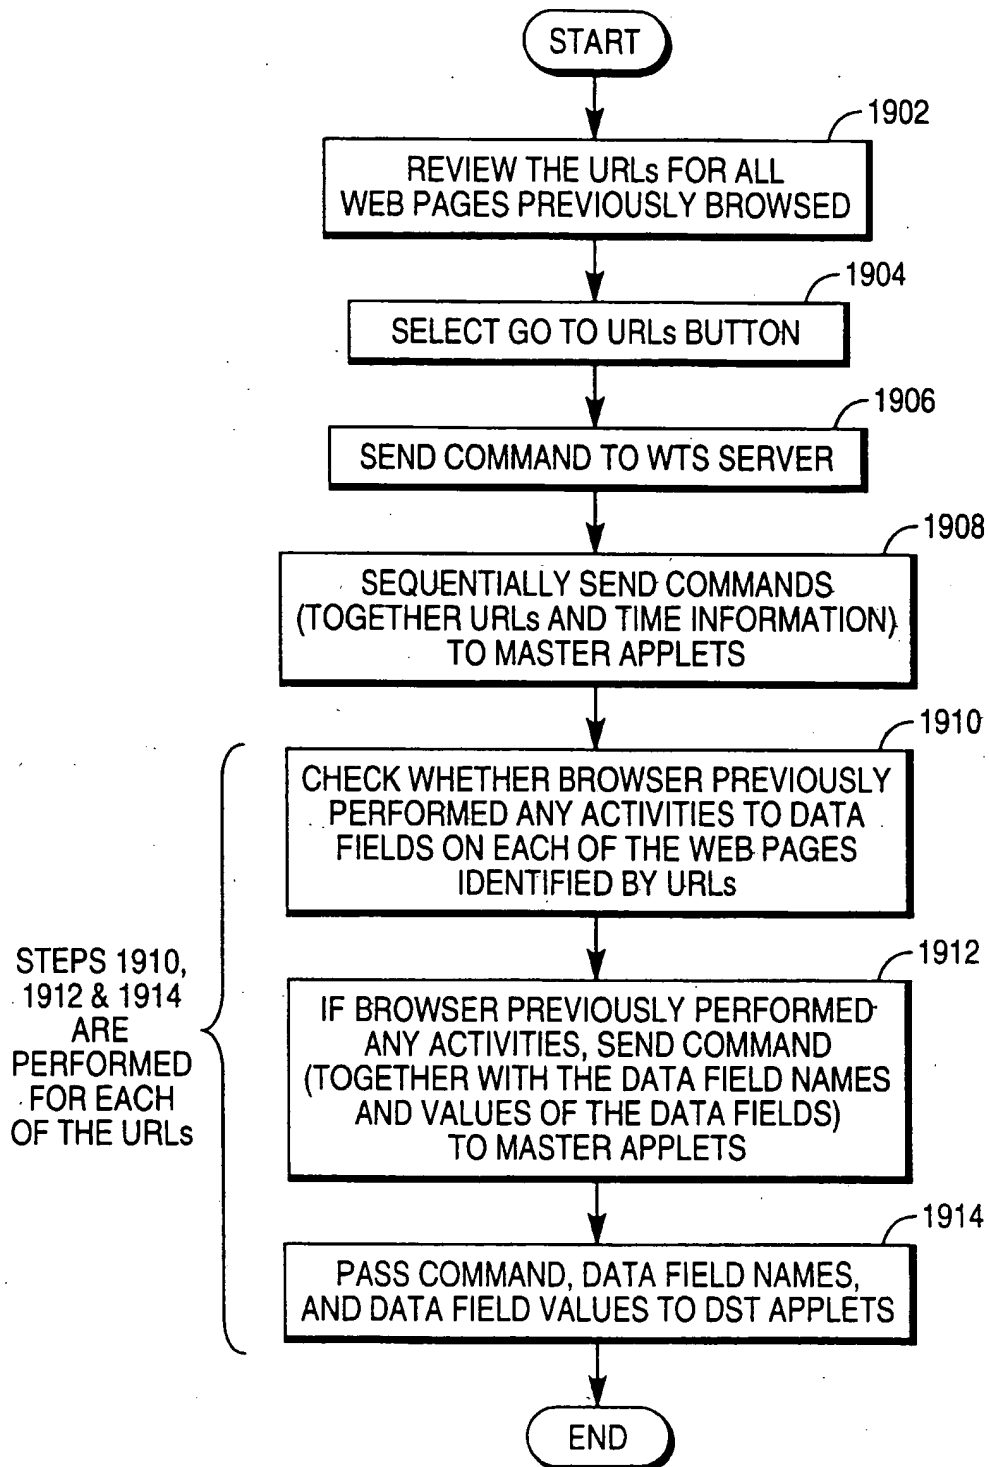 START
1902
REVIEW THE URLs FOR ALL
WEB PAGES PREVIOUSLY BROWSED
1904
SELECT GO TO URLs BUTTON
1906
SEND COMMAND TO WTS SERVER
1908
SEQUENTIALLY SEND COMMANDS
(TOGETHER URLs AND TIME INFORMATION)
TO MASTER APPLETS
1910
CHECK WHETHER BROWSER PREVIOUSLY
PERFORMED ANY ACTIVITIES TO DATA
FIELDS ON EACH OF THE WEB PAGES
IDENTIFIED BY URLs
STEPS 1910,
1912 & 1914
ARE
PERFORMED
FOR EACH
OF THE URLs
1912
IF BROWSER PREVIOUSLY PERFORMED
ANY ACTIVITIES, SEND COMMAND
(TOGETHER WITH THE DATA FIELD NAMES
AND VALUES OF THE DATA FIELDS)
TO MASTER APPLETS
1914
PASS COMMAND, DATA FIELD NAMES,
AND DATA FIELD VALUES TO DST APPLETS
END